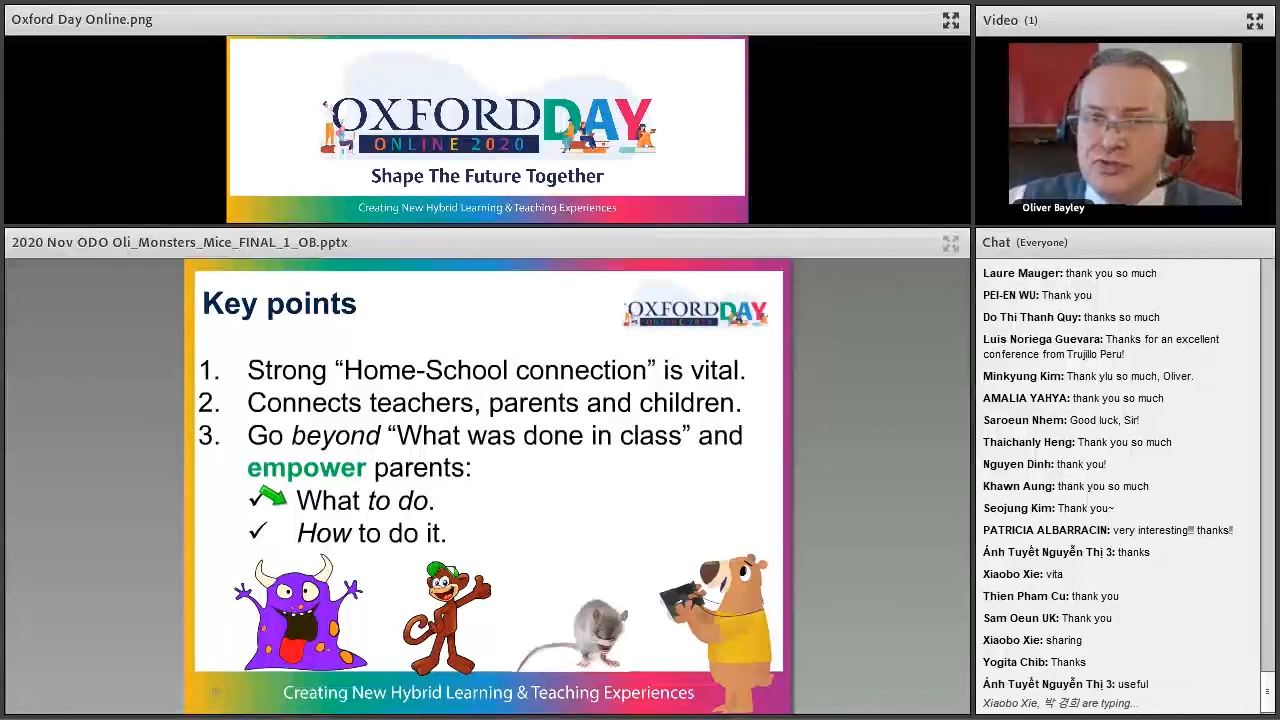 Oxford Day Online.png
OXFORD DAY
ONLINE 2020
Shape The Future Together
Creating New Hybrid Learning & Teaching Experiences
Video (1)
Oliver Bayley
2020 Nov ODO Oli_Monsters_Mice_FINAL_1_OB.pptx
Key points
OXFORD DAY
ONLINE 2020
1. Strong “Home-School connection” is vital.
2. Connects teachers, parents and children.
3. Go beyond “What was done in class” and
empower parents:
✓ What to do.
✓ How to do it.
Creating New Hybrid Learning & Teaching Experiences
Chat (Everyone)
Laure Mauger: thank you so much
PEI-EN WU: Thank you
Do Thi Thanh Quy: thanks so much
Luis Noriega Guevara: Thanks for an excellent
conference from Trujillo Peru!
Minkyung Kim: Thank ylu so much, Oliver.
AMALIA YAHYA: thank you so much
Saroeun Nhem: Good luck, Sir!
Thaichanly Heng: Thank you so much
Nguyen Dinh: thank you!
Khawn Aung: thank you so much
Seojung Kim: Thank you~
PATRICIA ALBARRACIN: very interesting!!! thanks!!
Ánh Tuyết Nguyễn Thị 3: thanks
Xiaobo Xie: vita
Thien Pham Cu: thank you
Sam Oeun UK: Thank you
Xiaobo Xie: sharing
Yogita Chib: Thanks
Ánh Tuyết Nguyễn Thị 3: useful
Xiaobo Xie, 박 경희 are typing...